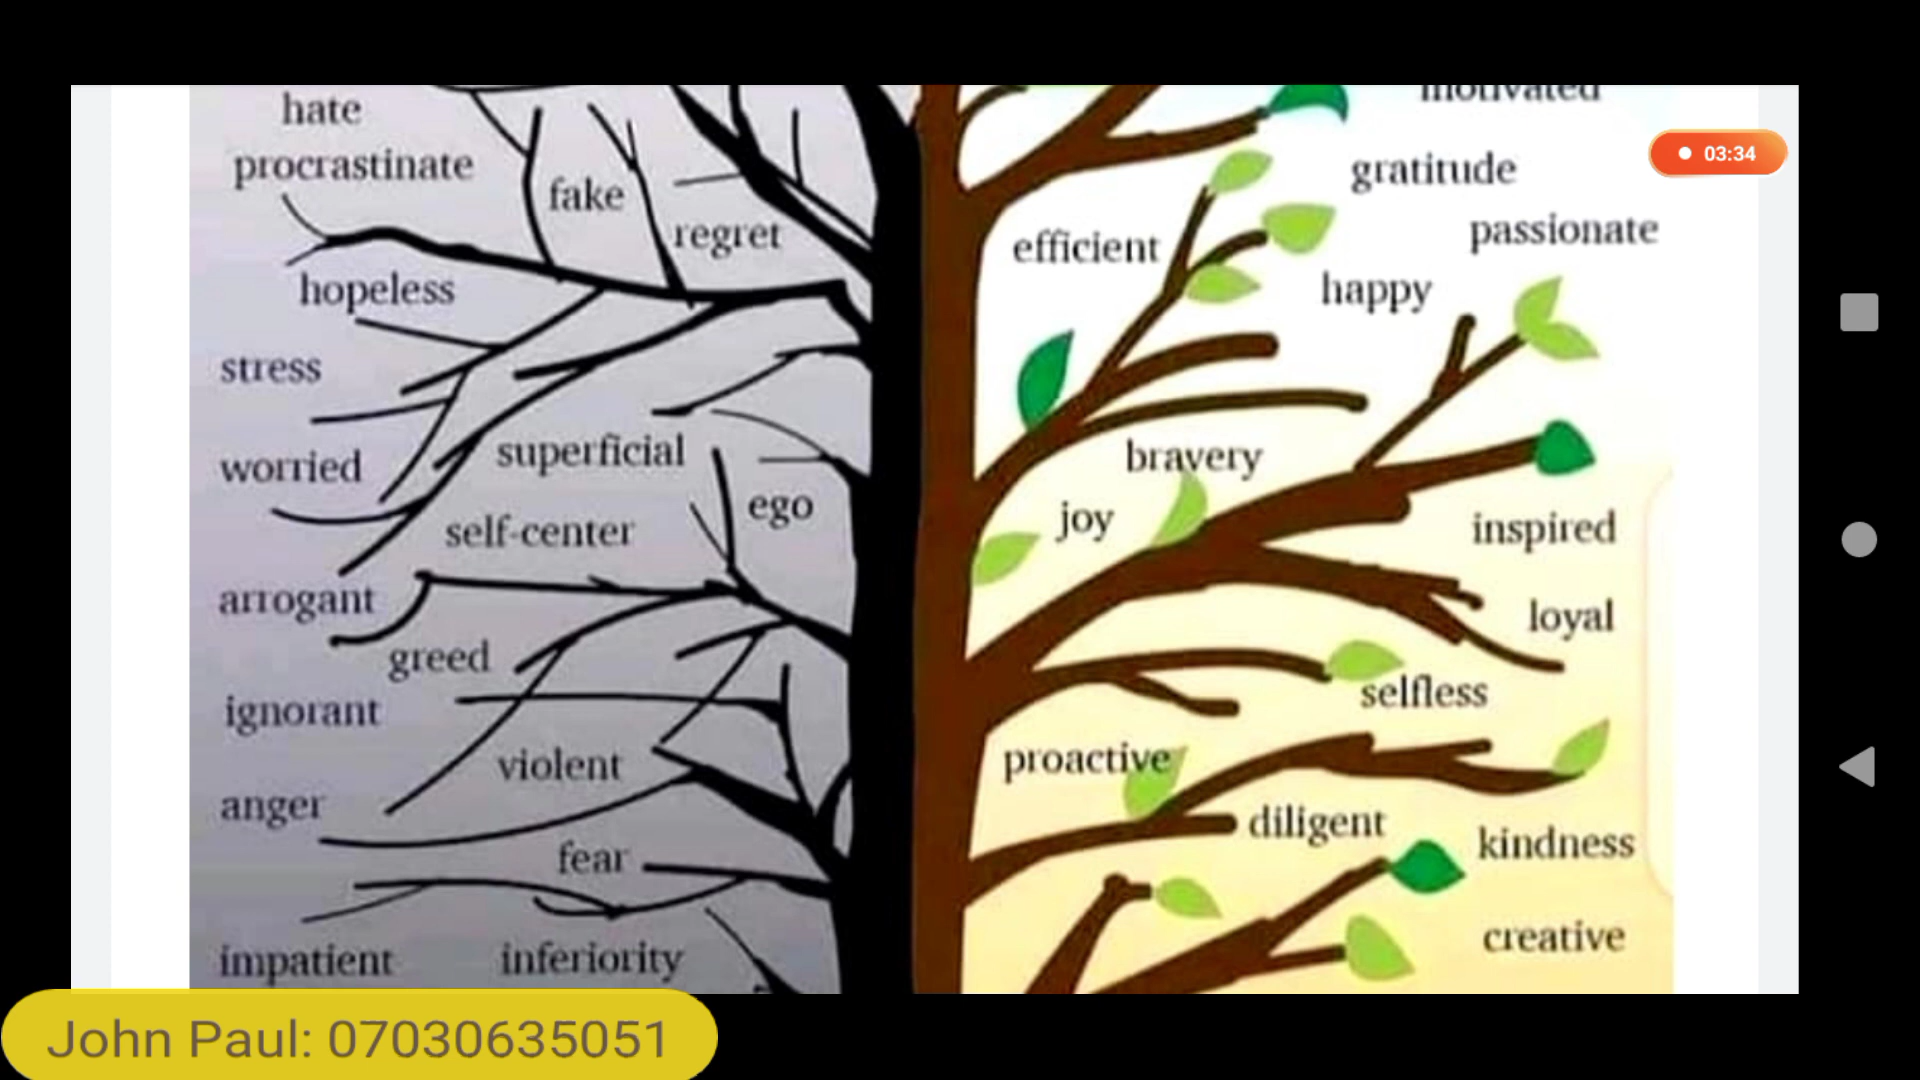 hate
procrastinate
fake
regret
hopeless
stress
worried
superficial
ego
self-center
arrogant
greed
ignorant
violent
anger
fear
impatient
inferiority
motivated
gratitude
passionate
efficient
happy
bravery
joy
inspired
loyal
selfless
proactive
diligent
kindness
creative
03:34
John Paul: 07030635051